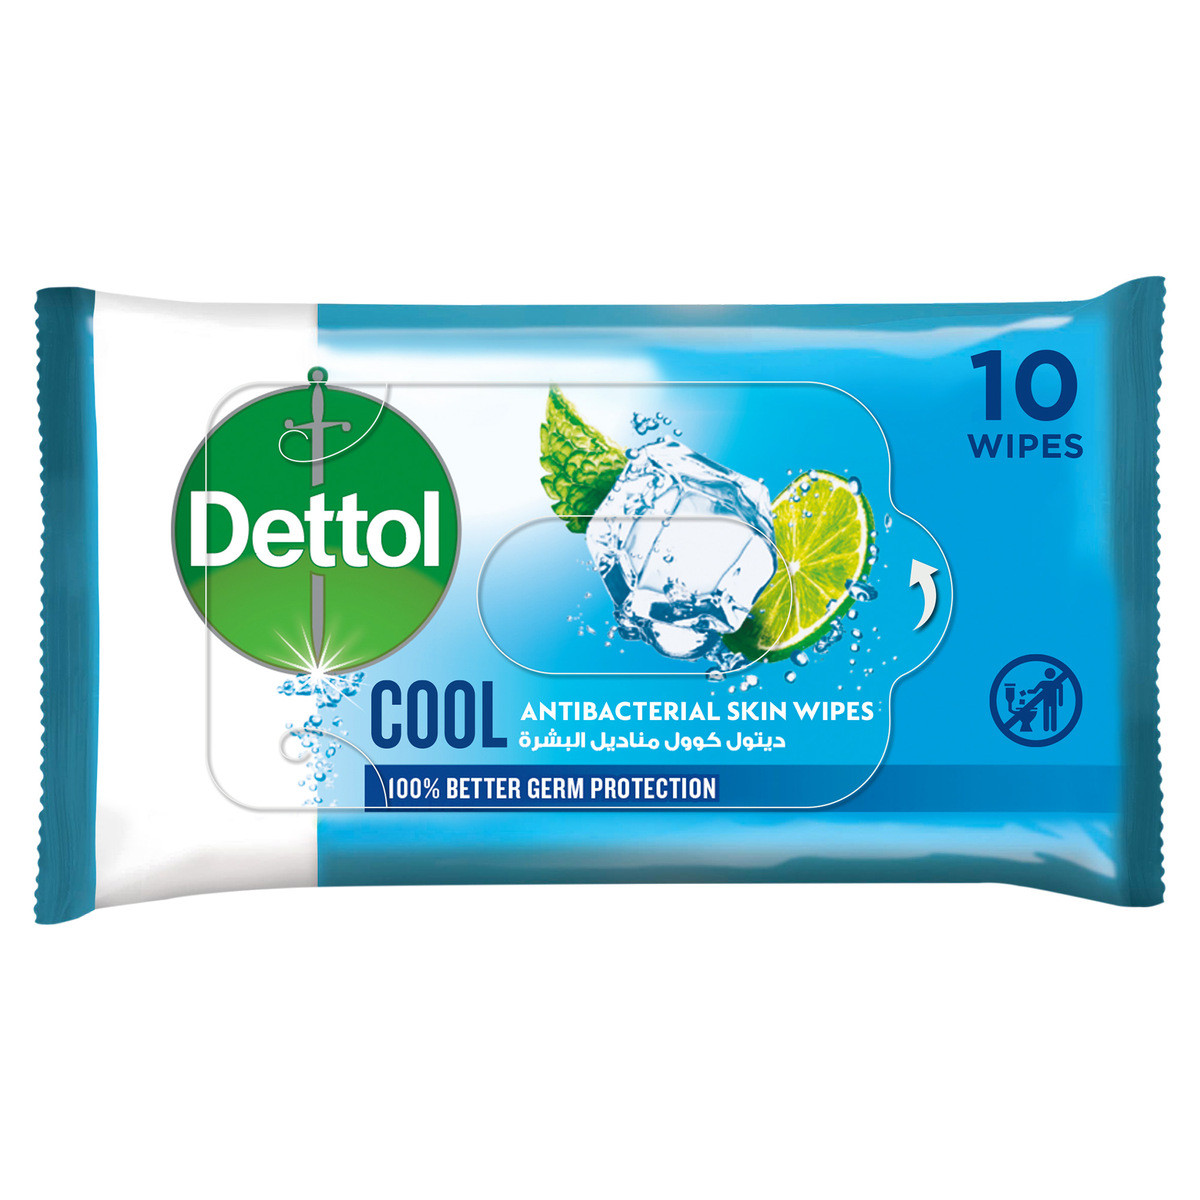 10
WIPES
Dettol
COOL
ANTIBACTERIAL SKIN WIPES
ديتول كوول مناديل البشرة
100% BETTER GERM PROTECTION